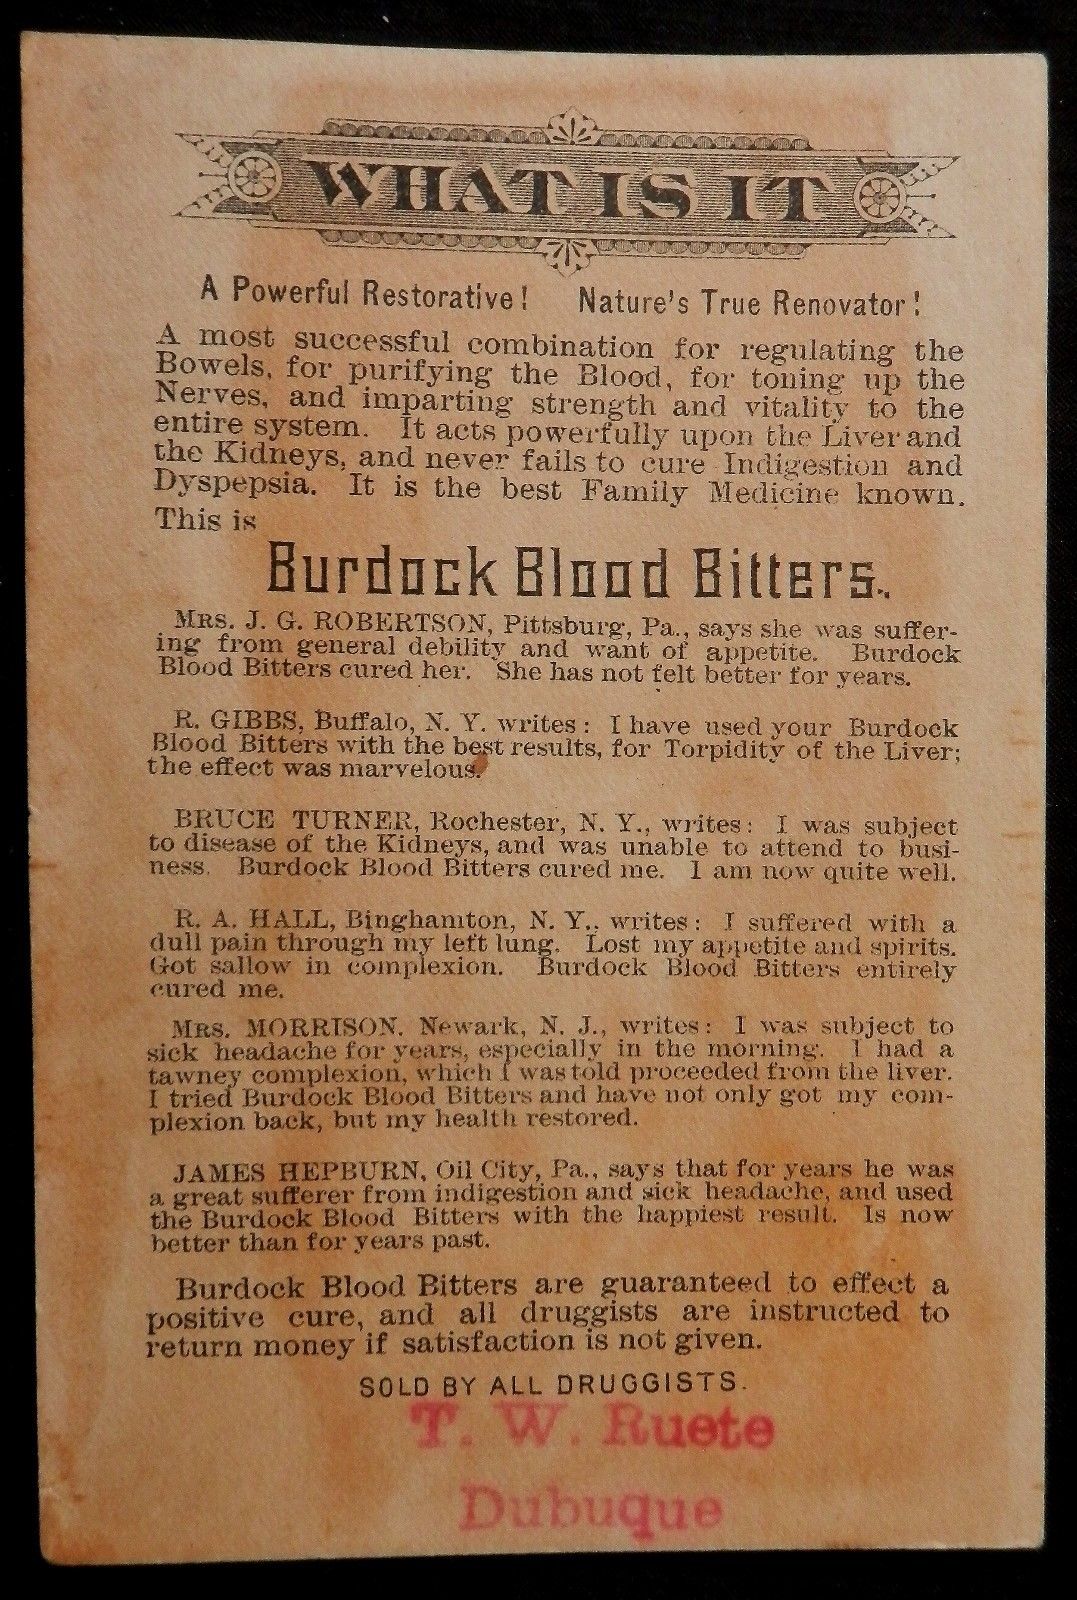 WHAT IS IT
A Powerful Restorative! Nature's True Renovator!
A most successful combination for regulating the
Bowels, for purifying the Blood, for toning up the
Nerves, and imparting strength and vitality to the
entire system. It acts powerfully upon the Liver and
the Kidneys, and never fails to cure Indigestion and
Dyspepsia. It is the best Family Medicine known.
This is
Burdock Blood Bitters.
MRS. J. G. ROBERTSON, Pittsburg, Pa., says she was suffer-
ing from general debility and want of appetite. Burdock
Blood Bitters cured her. She has not felt better for years.
R. GIBBS, Buffalo, N. Y. writes: I have used your Burdock
Blood Bitters with the best results, for Torpidity of the Liver;
the effect was marvelous.
BRUCE TURNER, Rochester, N. Y., writes: I was subject
to disease of the Kidneys, and was unable to attend to busi-
ness. Burdock Blood Bitters cured me. I am now quite well.
R. A. HALL, Binghamton, N. Y., writes: I suffered with a
dull pain through my left lung. Lost my appetite and spirits.
Got sallow in complexion. Burdock Blood Bitters entirely
cured me.
MRS. MORRISON. Newark, N. J., writes: I was subject to
sick headache for years, especially in the morning. I had a
tawney complexion, which I was told proceeded from the liver.
I tried Burdock Blood Bitters and have not only got my com-
plexion back, but my health restored.
JAMES HEPBURN, Oil City, Pa., says that for years he was
a great sufferer from indigestion and sick headache, and used
the Burdock Blood Bitters with the happiest result. Is now
better than for years past.
Burdock Blood Bitters are guaranteed to effect a
positive cure, and all druggists are instructed to
return money if satisfaction is not given.
SOLD BY ALL DRUGGISTS.
T. W. Ruete
Dubuque